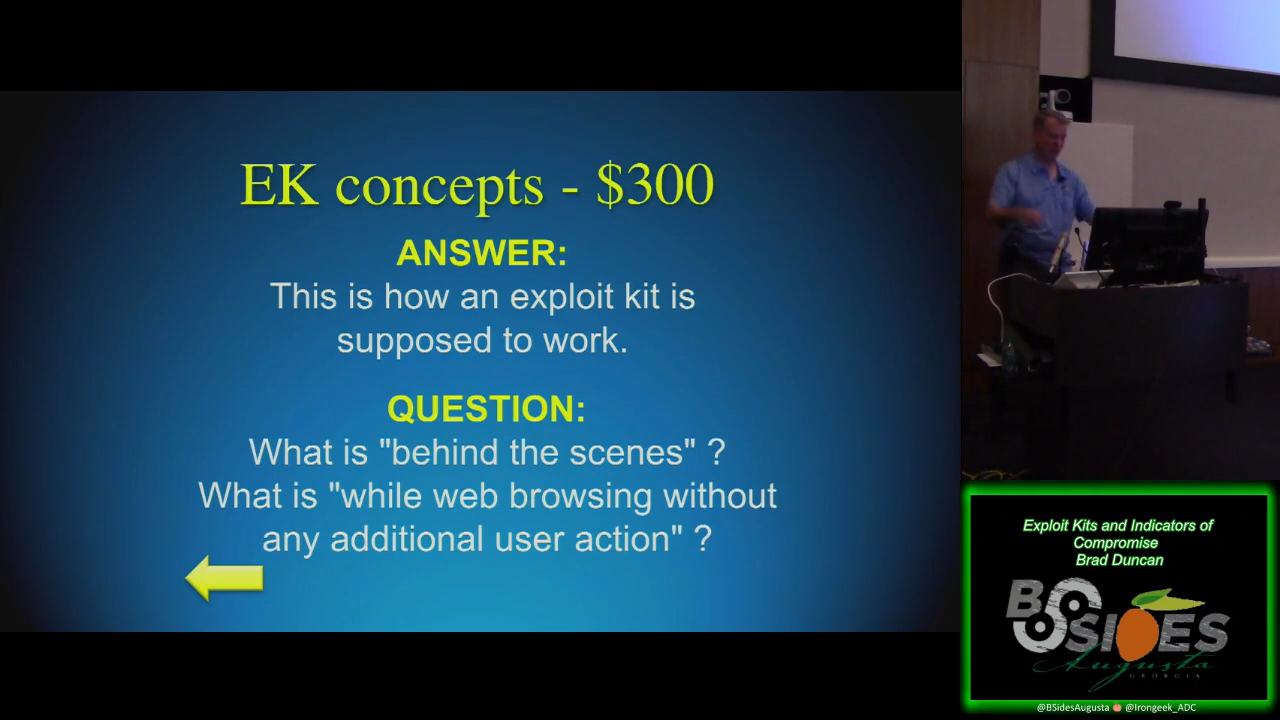 EK concepts - $300
ANSWER:
This is how an exploit kit is
supposed to work.
QUESTION:
What is "behind the scenes" ?
What is "while web browsing without
any additional user action" ?
Exploit Kits and Indicators of
Compromise
Brad Duncan
BSIDES
Augusta
GEORGIA
@BSidesAugusta @Irongeek_ADC